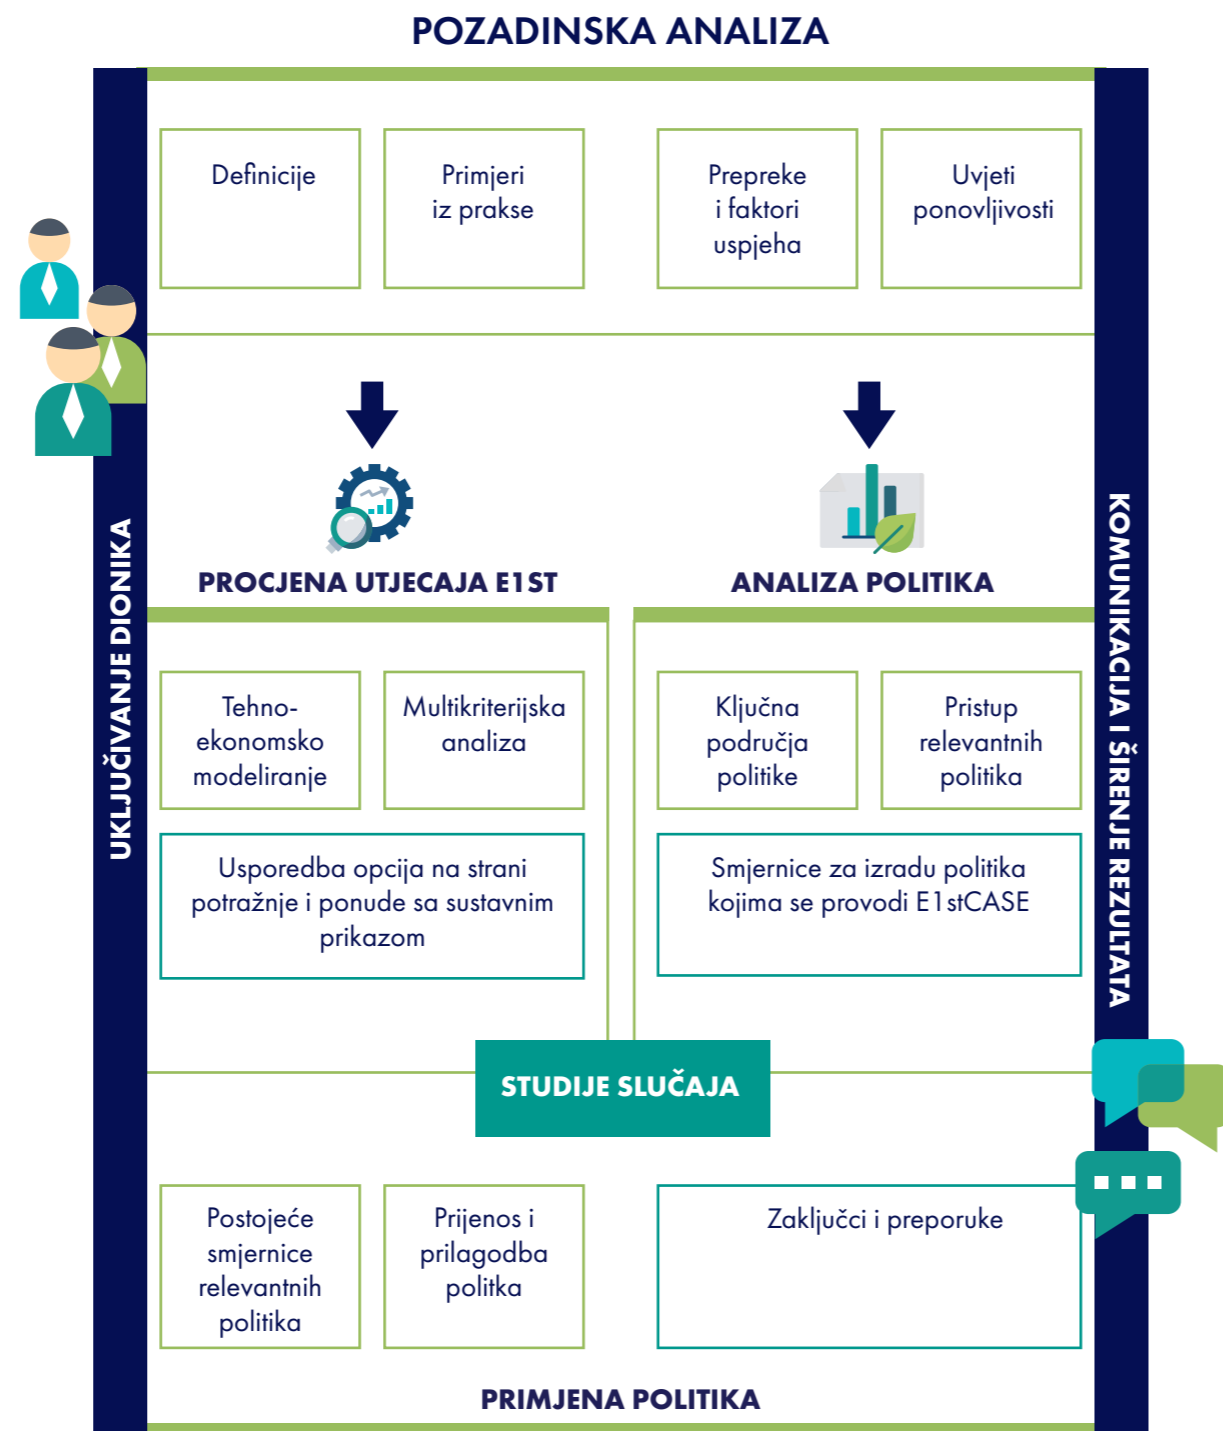 POZADINSKA ANALIZA
Definicije
Primjeri
iz prakse
Prepreke
i faktori
uspjeha
Uvjeti
ponovljivosti
UKLJUČIVANJE DIONIKA
KOMUNIKACIJA I ŠIRENJE REZULTATA
PROCJENA UTJECAJA E1ST
ANALIZA POLITIKA
Tehno-
ekonomsko
modeliranje
Multikriterijska
analiza
Ključna
područja
politike
Pristup
relevantnih
politika
Usporedba opcija na strani
potražnje i ponude sa sustavnim
prikazom
Smjernice za izradu politika
kojima se provodi E1stCASE
STUDIJE SLUČAJA
Postojeće
smjernice
relevantnih
politika
Prijenos i
prilagodba
politka
Zaključci i preporuke
PRIMJENA POLITIKA